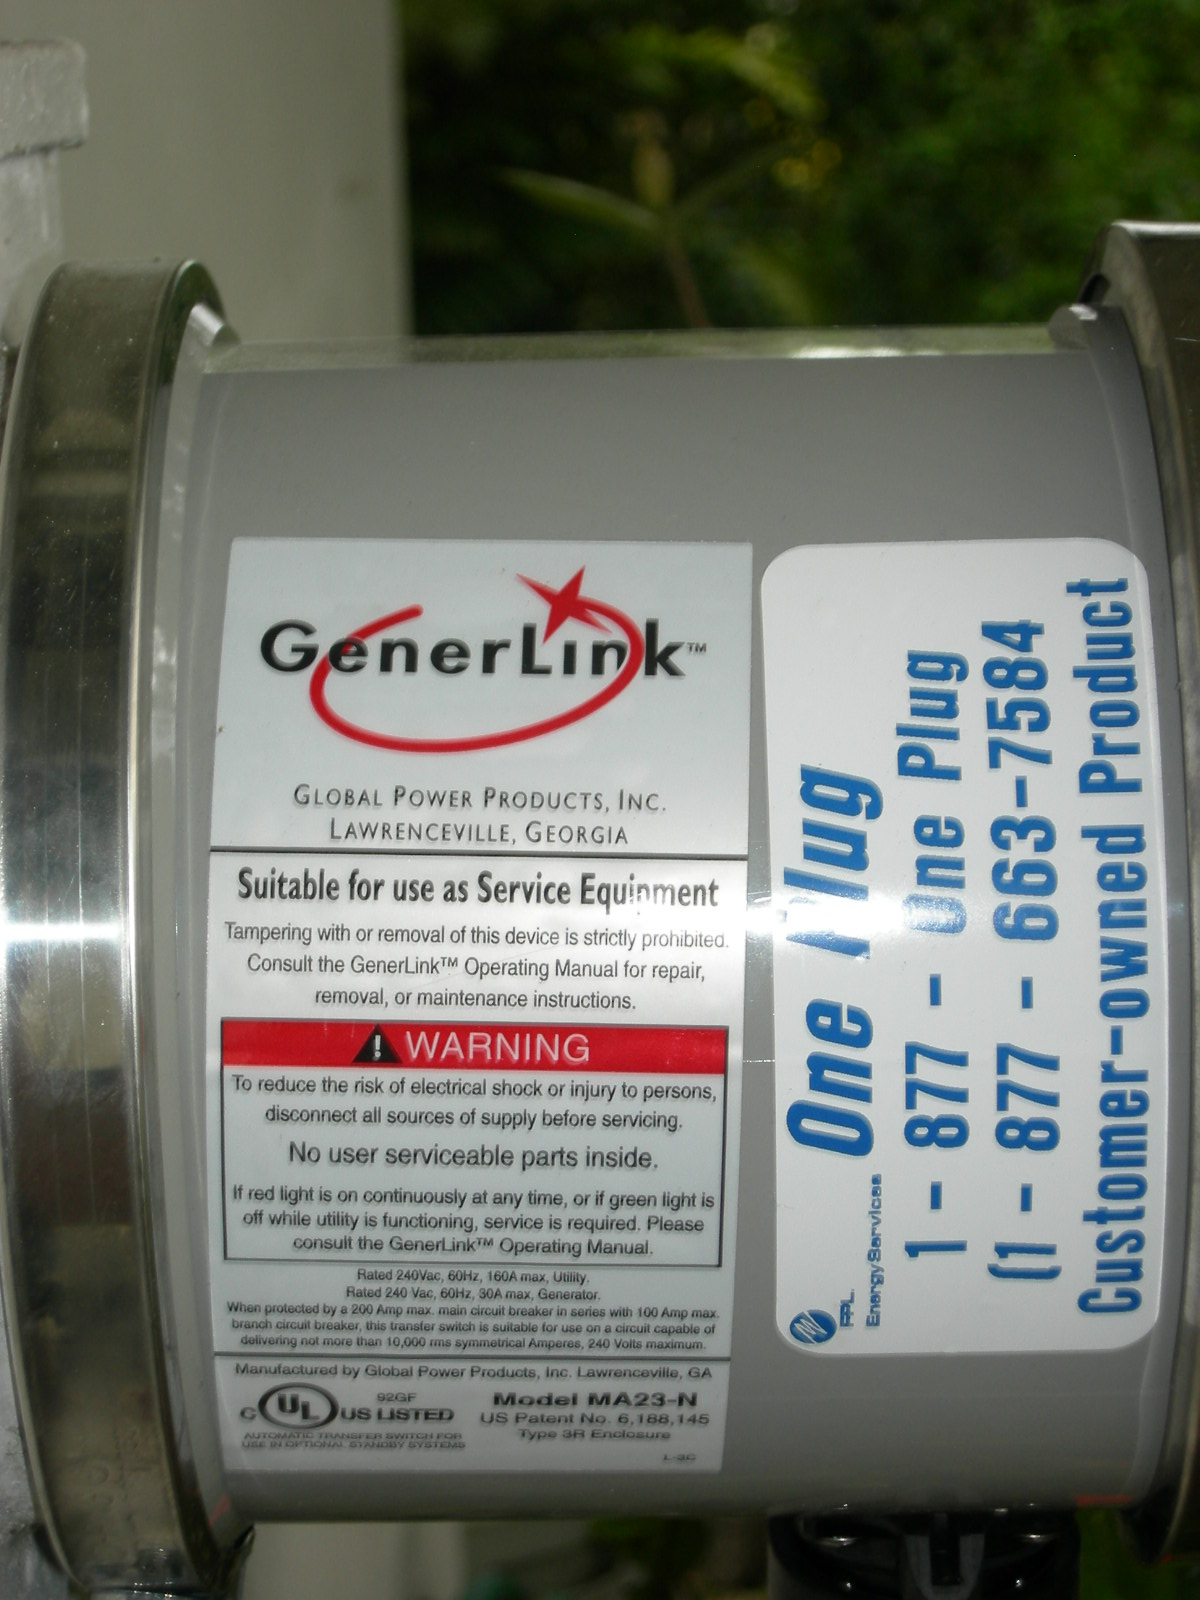 GenerLink™
GLOBAL POWER PRODUCTS, INC.
LAWRENCEVILLE, GEORGIA
Suitable for use as Service Equipment
Tampering with or removal of this device is strictly prohibited.
Consult the GenerLink™ Operating Manual for repair,
removal, or maintenance instructions.
WARNING
To reduce the risk of electrical shock or injury to persons,
disconnect all sources of supply before servicing.
No user serviceable parts inside.
If red light is on continuously at any time, or if green light is
off while utility is functioning, service is required. Please
consult the GenerLink™ Operating Manual.
Rated 240Vac, 60Hz, 160A max, Utility.
Rated 240 Vac, 60Hz, 30A max, Generator.
When protected by a 200 Amp max. main circuit breaker in series with 100 Amp max.
branch circuit breaker, this transfer switch is suitable for use on a circuit capable of
delivering not more than 10,000 rms symmetrical Amperes, 240 Volts maximum.
Manufactured by Global Power Products, Inc. Lawrenceville, GA
C UL US LISTED
92GF
AUTOMATIC TRANSFER SWITCH FOR
USE IN OPTIONAL STANDBY SYSTEMS
Model MA23-N
US Patent No. 6,188,145
Type 3R Enclosure
L-3C
FPL.
Energy Services
One Plug
1 - 877 - One Plug
(1 - 877 - 663-7584
Customer-owned Product